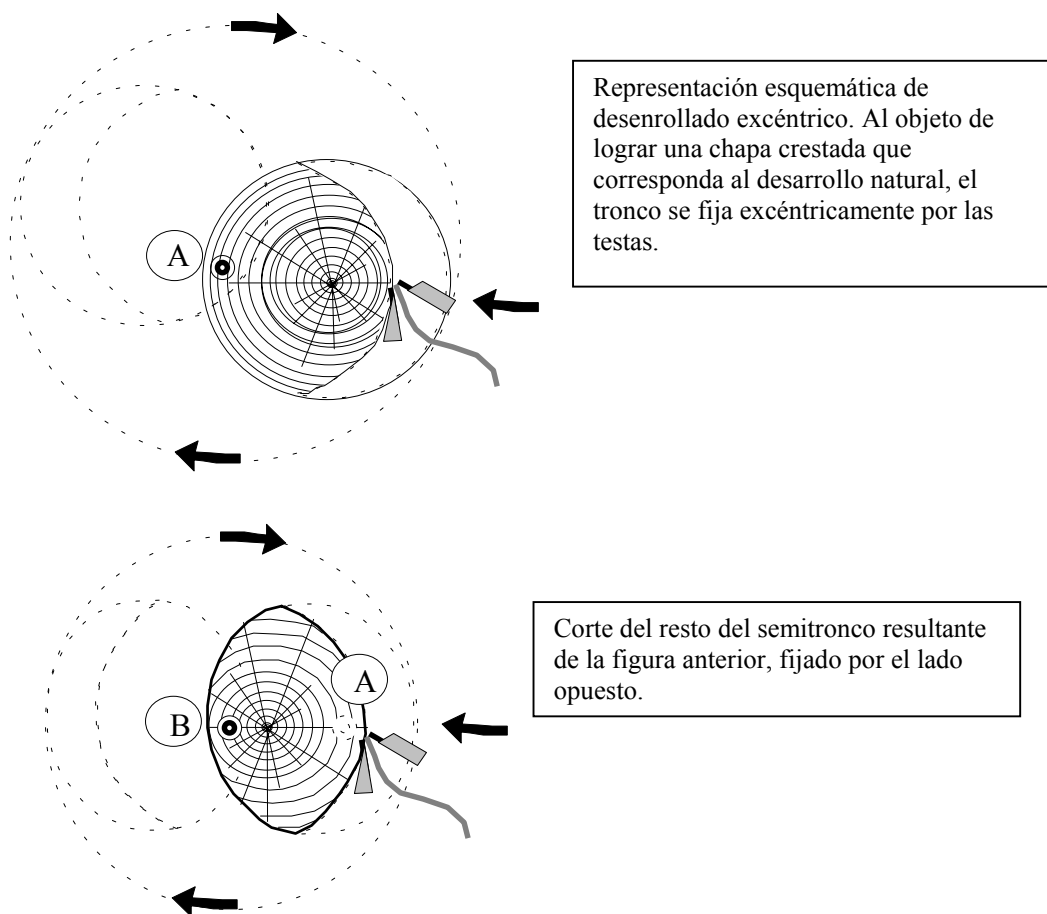 Representación esquemática de
desenrollado excéntrico. Al objeto de
lograr una chapa crestada que
corresponda al desarrollo natural, el
tronco se fija excéntricamente por las
testas.
A
Corte del resto del semitronco resultante
de la figura anterior, fijado por el lado
opuesto.
A
B